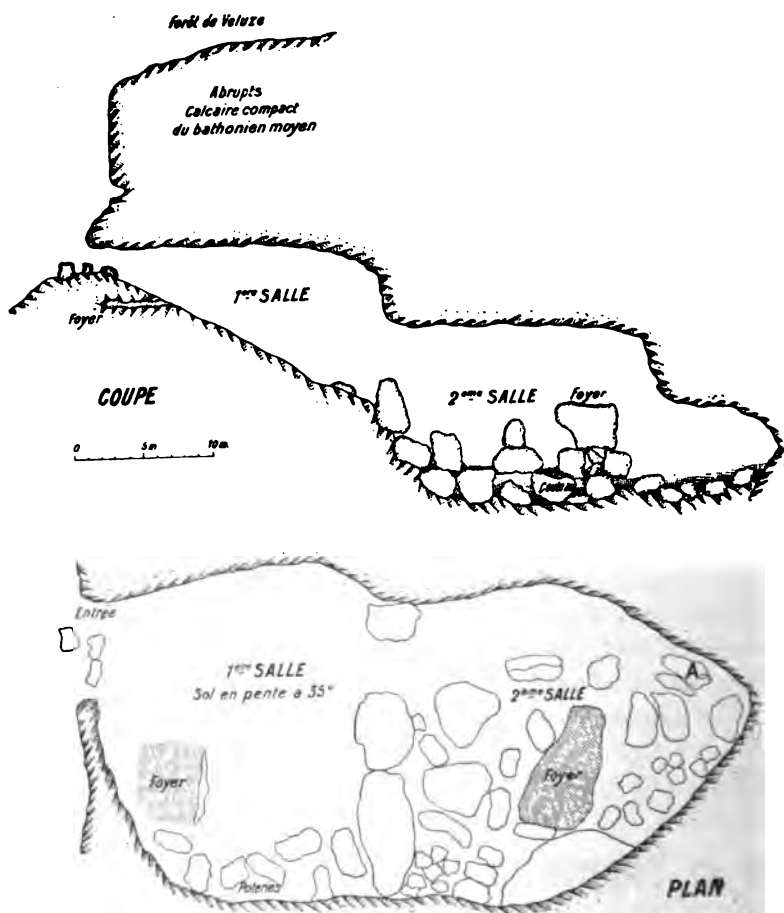 Forêt de Veluze
Abrupts
Calcaire compact
du bathonien moyen
1ère SALLE
Foyer
COUPE
2ème SALLE
Foyer
0 5m 10m
Entrée
1ère SALLE
Sol en pente à 35°
2ème SALLE
A
Foyer
Foyer
Poteries
PLAN